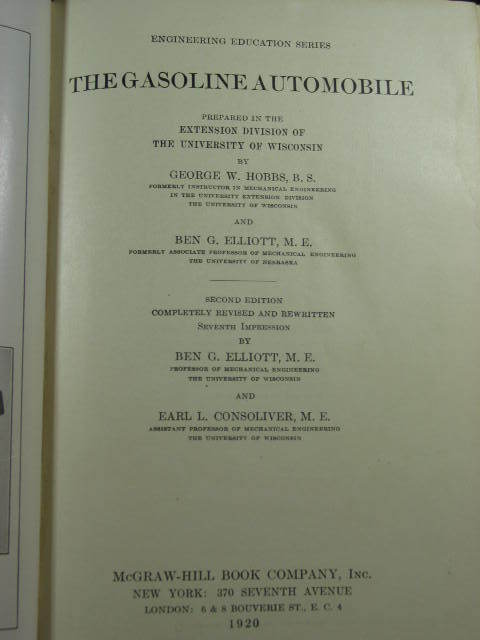 ENGINEERING EDUCATION SERIES
THE GASOLINE AUTOMOBILE
PREPARED IN THE
EXTENSION DIVISION OF
THE UNIVERSITY OF WISCONSIN
BY
GEORGE W. HOBBS, B. S.
FORMERLY INSTRUCTOR IN MECHANICAL ENGINEERING
IN THE UNIVERSITY EXTENSION DIVISION
THE UNIVERSITY OF WISCONSIN
AND
BEN G. ELLIOTT, M. E.
FORMERLY ASSOCIATE PROFESSOR OF MECHANICAL ENGINEERING
THE UNIVERSITY OF NEBRASKA
SECOND EDITION
COMPLETELY REVISED AND REWRITTEN
SEVENTH IMPRESSION
BY
BEN G. ELLIOTT, M. E.
PROFESSOR OF MECHANICAL ENGINEERING
THE UNIVERSITY OF WISCONSIN
AND
EARL L. CONSOLIVER, M. E.
ASSISTANT PROFESSOR OF MECHANICAL ENGINEERING
THE UNIVERSITY OF WISCONSIN
McGRAW-HILL BOOK COMPANY, INC.
NEW YORK: 370 SEVENTH AVENUE
LONDON: 6 & 8 BOUVERIE ST., E. C. 4
1920